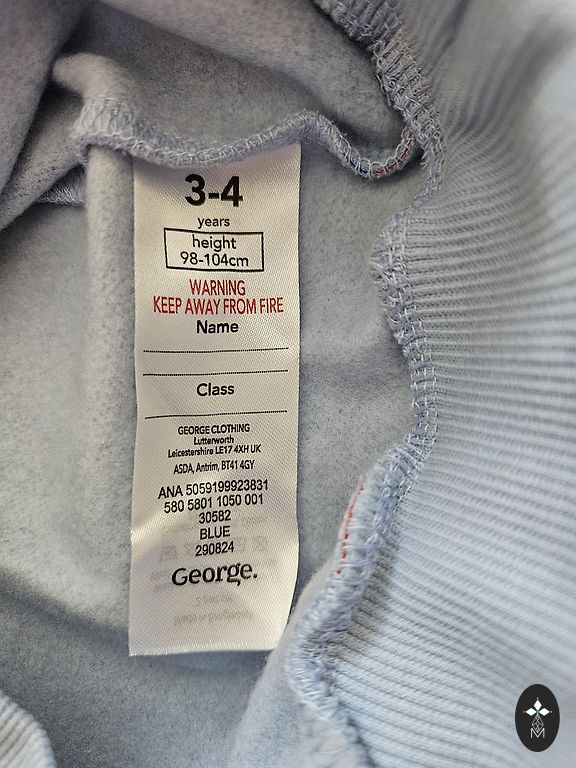 3-4
years
height
98-104cm
WARNING
KEEP AWAY FROM FIRE
Name
Class
GEORGE CLOTHING
Lutterworth
Leicestershire LE17 4XH UK
ASDA, Antrim, BT41 4GY
ANA 5059199923831
580 5801 1050 001
30582
BLUE
290824
George.
M